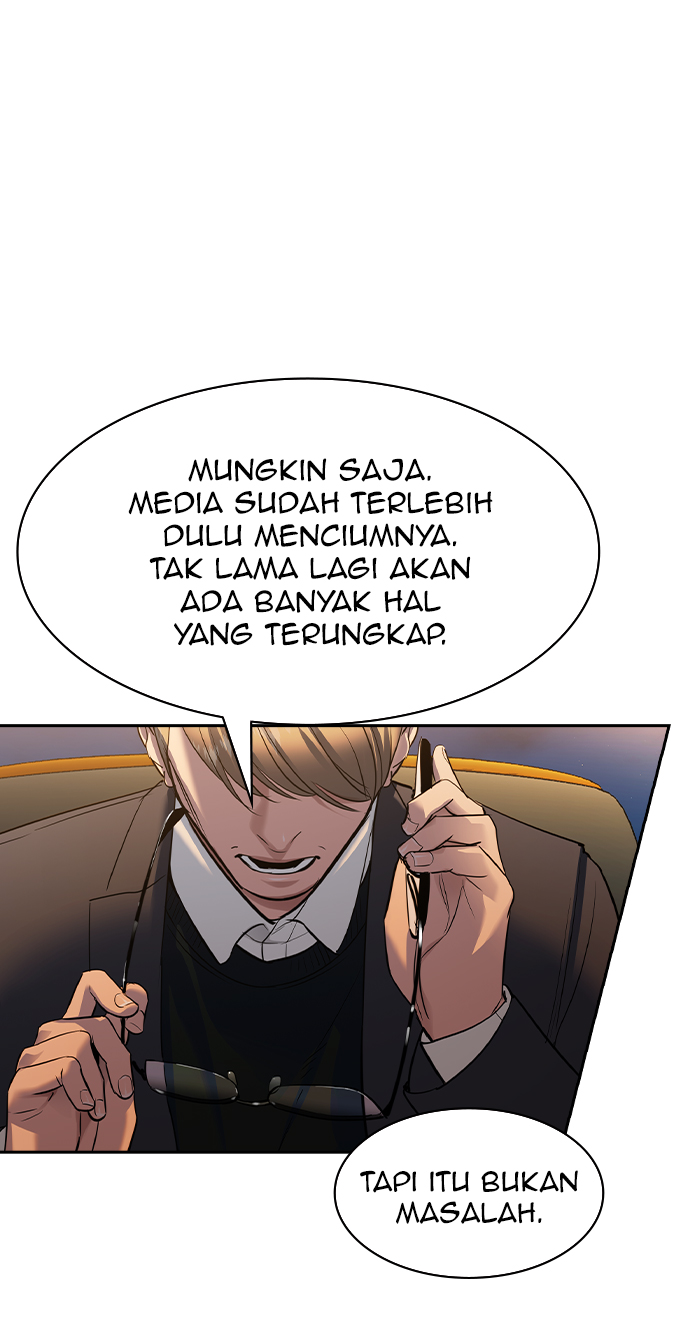 MUNGKIN SAJA.
MEDIA SUDAH TERLEBIH
DULU MENCIUMNYA.
TAK LAMA LAGI AKAN
ADA BANYAK HAL
YANG TERUNGKAP.
TAPI ITU BUKAN
MASALAH.